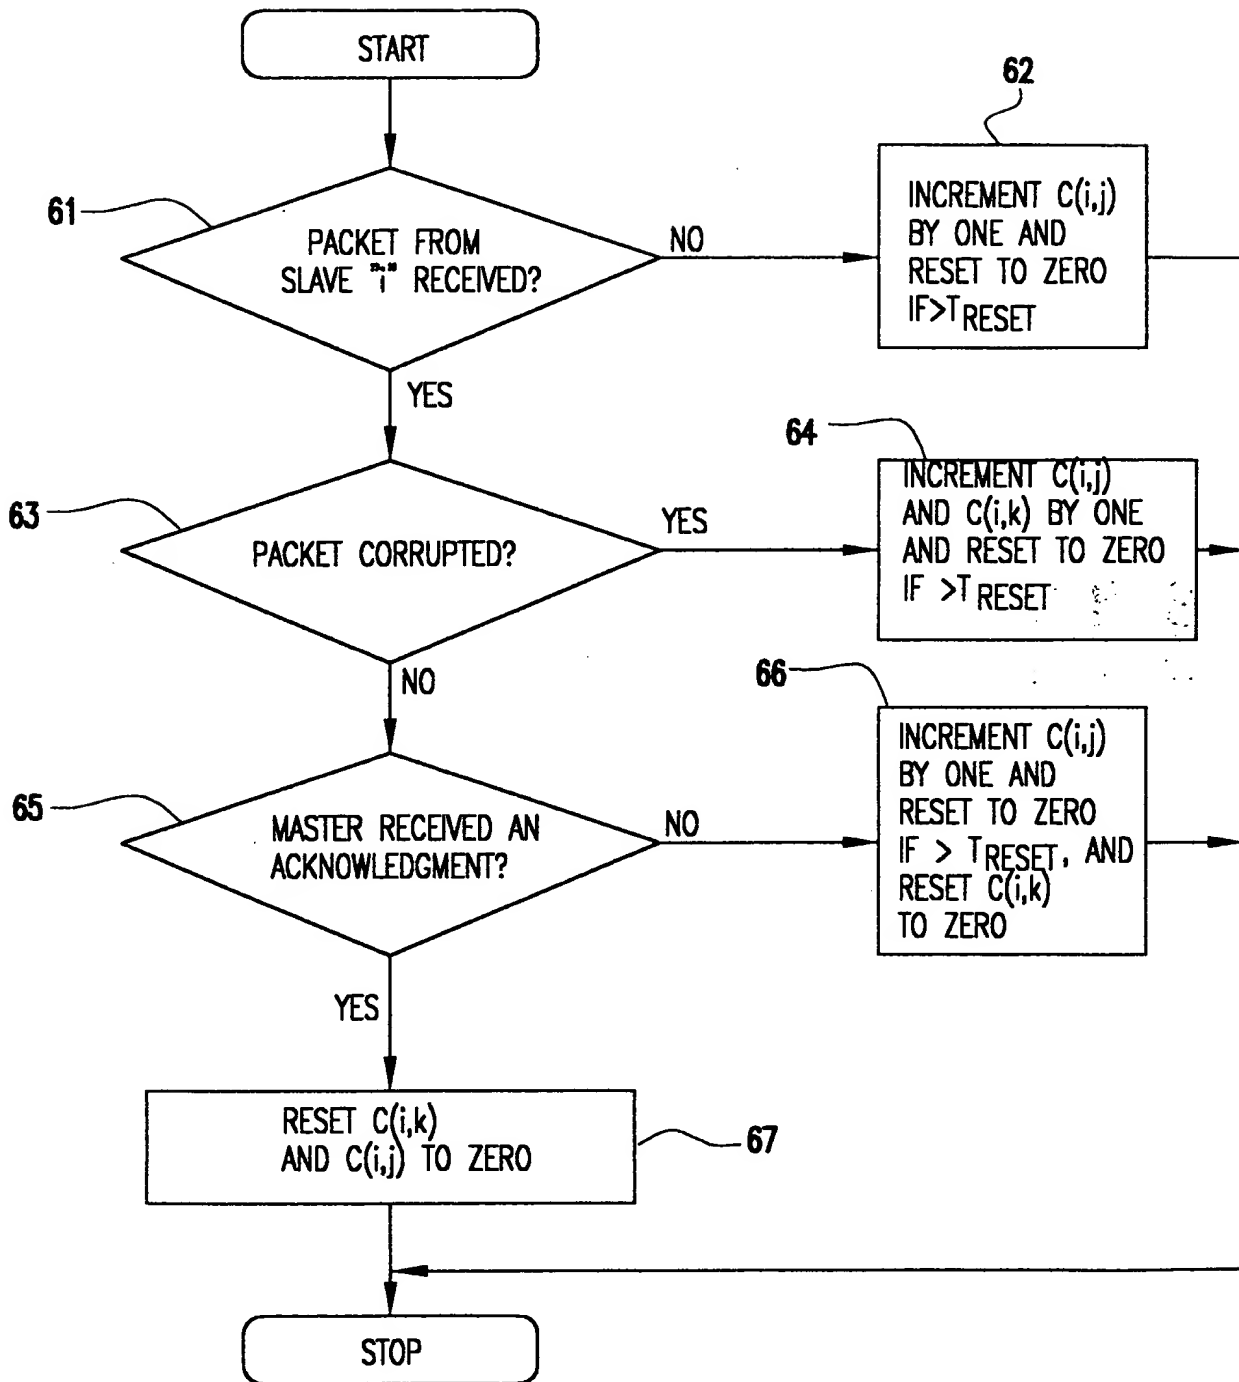 START
62
61
PACKET FROM
SLAVE "i" RECEIVED?
NO
INCREMENT C(i,j)
BY ONE AND
RESET TO ZERO
IF>TRESET
YES
64
63
PACKET CORRUPTED?
YES
INCREMENT C(i,j)
AND C(i,k) BY ONE
AND RESET TO ZERO
IF >TRESET
NO
66
65
MASTER RECEIVED AN
ACKNOWLEDGMENT?
NO
INCREMENT C(i,j)
BY ONE AND
RESET TO ZERO
IF > TRESET, AND
RESET C(i,k)
TO ZERO
YES
RESET C(i,k)
AND C(i,j) TO ZERO
67
STOP